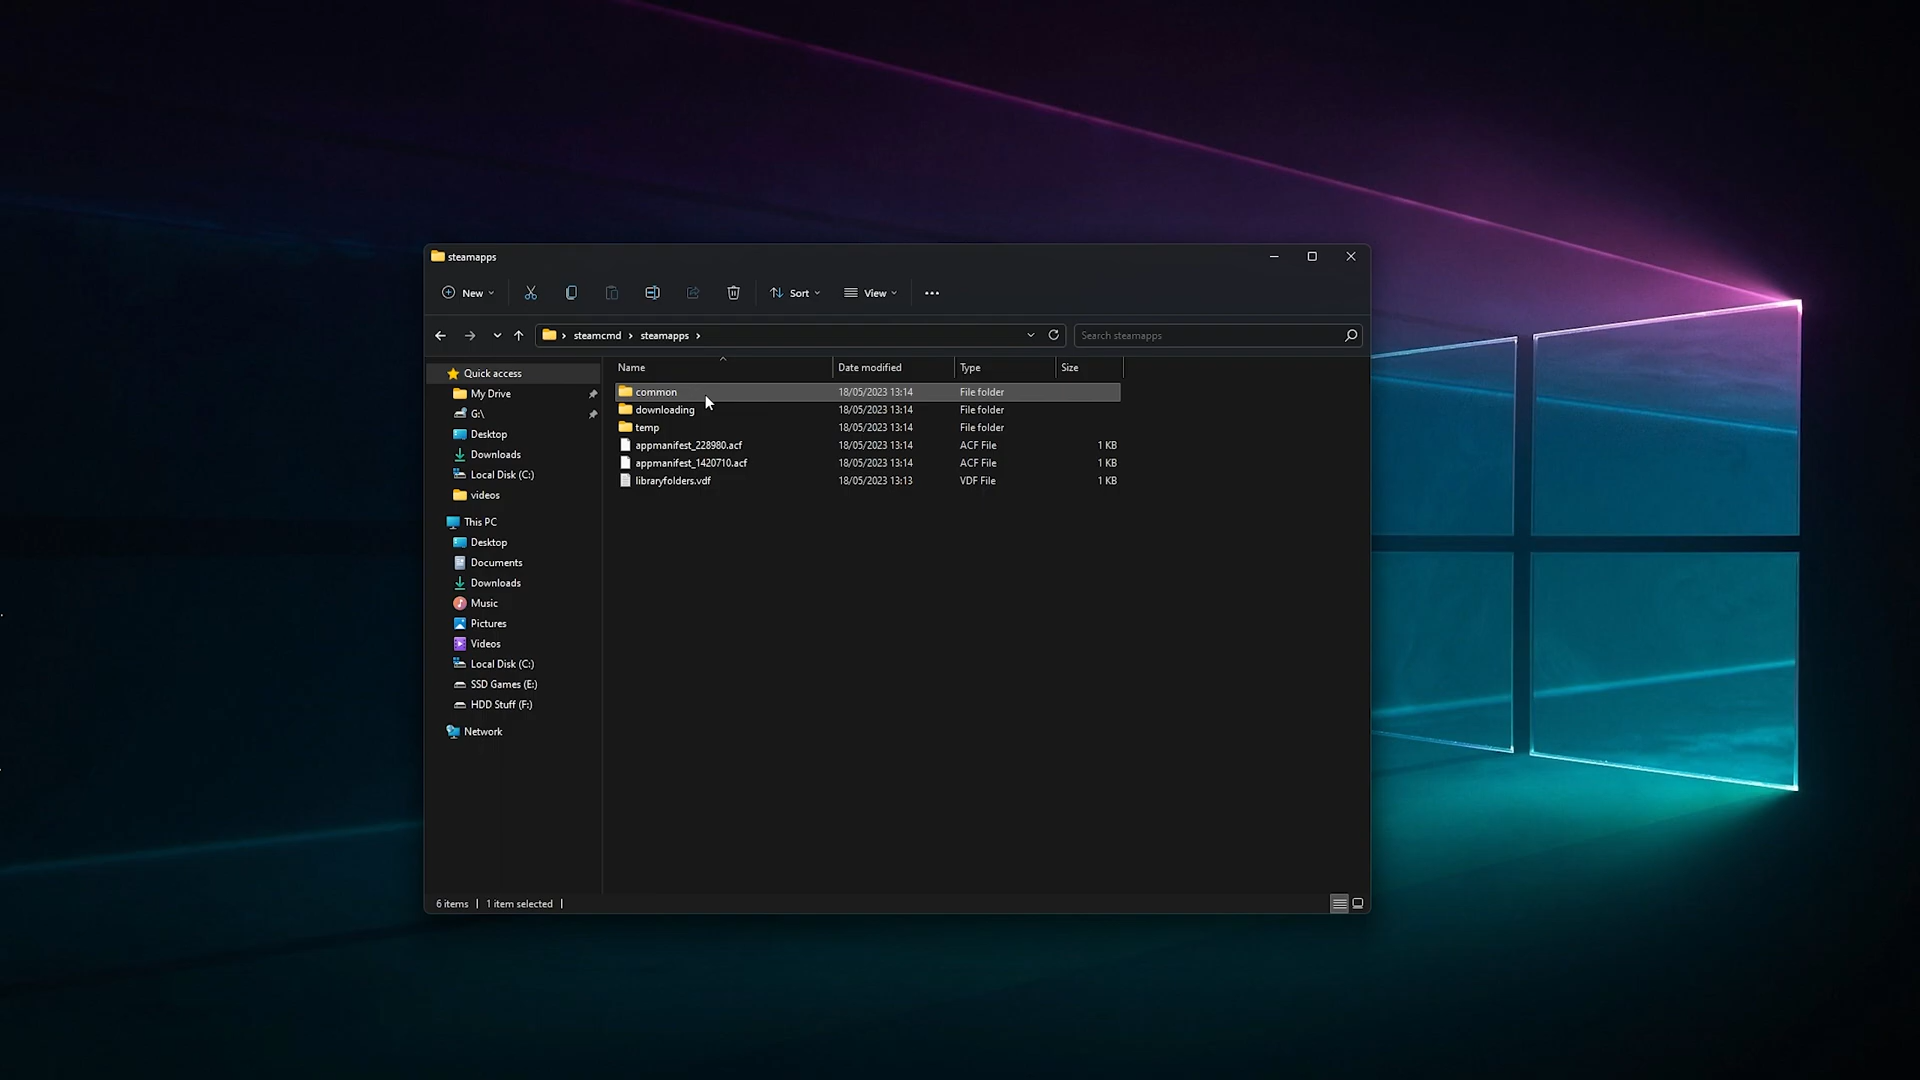 steamapps
New Sort View
steamcmd steamapps Search steamapps
Name Date modified Type Size
Quick access
My Drive
G:\
Desktop
Downloads
Local Disk (C:)
videos
This PC
Desktop
Documents
Downloads
Music
Pictures
Videos
Local Disk (C:)
SSD Games (E:)
HDD Stuff (F:)
Network
common 18/05/2023 13:14 File folder
downloading 18/05/2023 13:14 File folder
temp 18/05/2023 13:14 File folder
appmanifest_228980.acf 18/05/2023 13:14 ACF File 1 KB
appmanifest_1420710.acf 18/05/2023 13:14 ACF File 1 KB
libraryfolders.vdf 18/05/2023 13:13 VDF File 1 KB
6 items | 1 item selected |